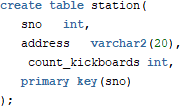 create table station(
sno int,
address varchar2(20),
count_kickboards int,
primary key(sno)
);